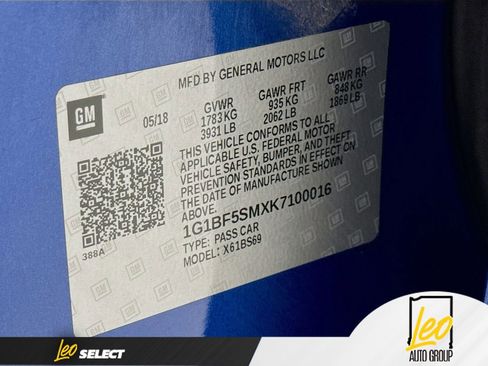 MFD BY GENERAL MOTORS LLC
GM
05/18
GVWR GAWR FRT GAWR RR
1783 KG 935 KG 848 KG
3931 LB 2062 LB 1869 LB
THIS VEHICLE CONFORMS TO ALL
APPLICABLE U.S. FEDERAL MOTOR
VEHICLE SAFETY, BUMPER, AND THEFT
PREVENTION STANDARDS IN EFFECT ON
THE DATE OF MANUFACTURE SHOWN
ABOVE.
1G1BF5SMXK7100016
TYPE: PASS CAR
MODEL: X61BS69
388A
Leo SELECT
Leo
AUTO GROUP